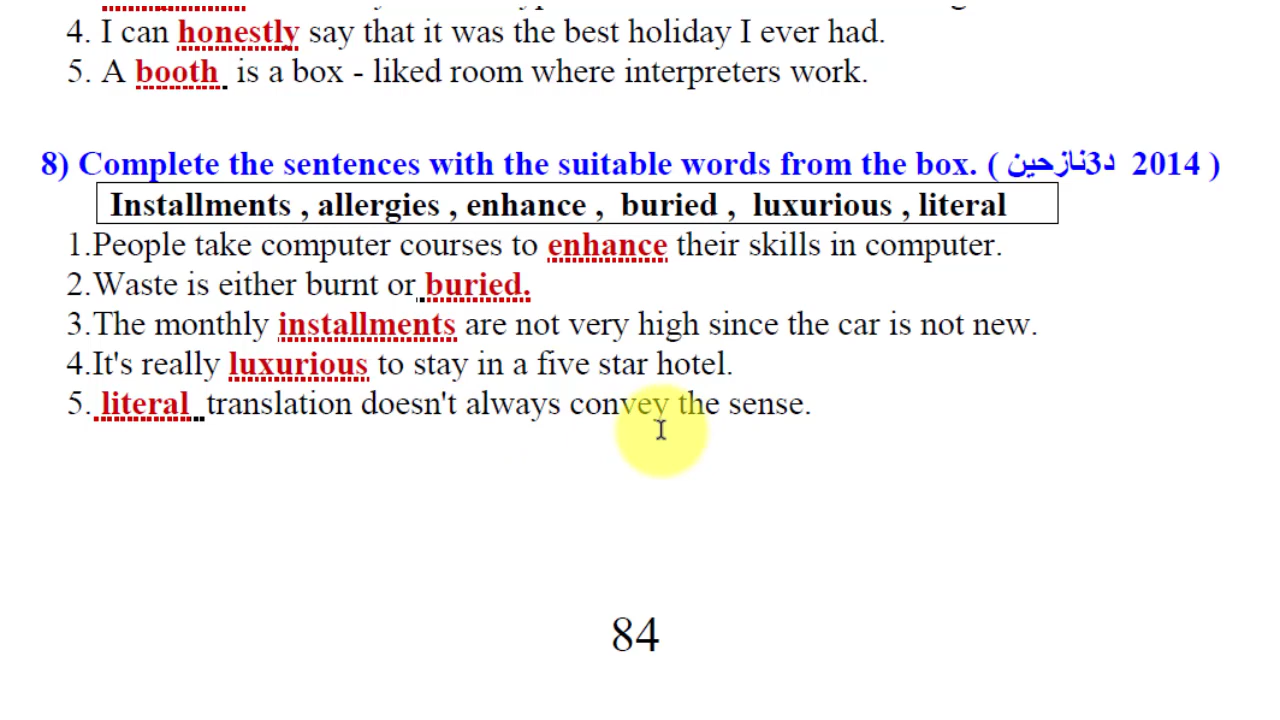 4. I can honestly say that it was the best holiday I ever had.
5. A booth is a box - liked room where interpreters work.
8) Complete the sentences with the suitable words from the box. ( د3نازحين 2014 )
Installments , allergies , enhance , buried , luxurious , literal
1.People take computer courses to enhance their skills in computer.
2.Waste is either burnt or buried.
3.The monthly installments are not very high since the car is not new.
4.It's really luxurious to stay in a five star hotel.
5. literal translation doesn't always convey the sense.
84